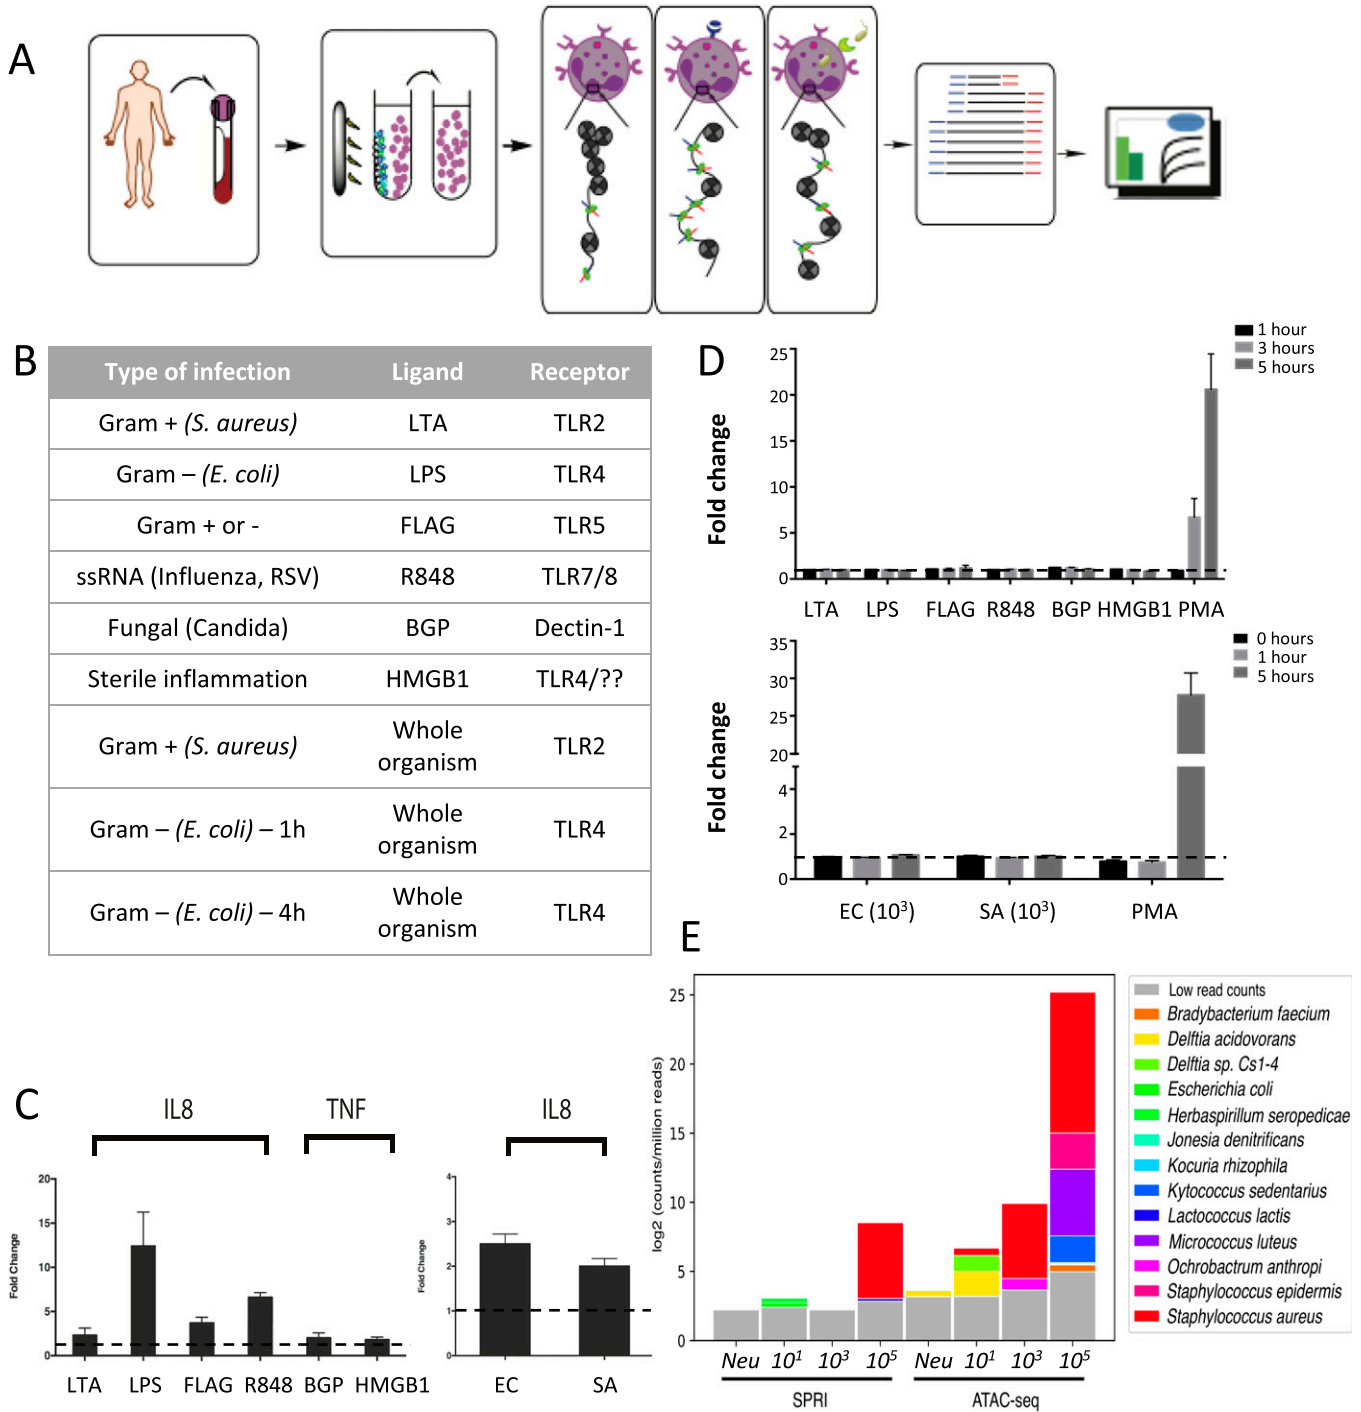 A
B
Type of infection Ligand Receptor
Gram + (S. aureus) LTA TLR2
Gram – (E. coli) LPS TLR4
Gram + or - FLAG TLR5
ssRNA (Influenza, RSV) R848 TLR7/8
Fungal (Candida) BGP Dectin-1
Sterile inflammation HMGB1 TLR4/??
Gram + (S. aureus) Whole organism TLR2
Gram – (E. coli) – 1h Whole organism TLR4
Gram – (E. coli) – 4h Whole organism TLR4
C
IL8 TNF
Fold Change
20
15
10
5
0
LTA LPS FLAG R848 BGP HMGB1
IL8
Fold Change
4
3
2
1
0
EC SA
D
1 hour
3 hours
5 hours
Fold change
25
20
15
10
5
0
LTA LPS FLAG R848 BGP HMGB1 PMA
0 hours
1 hour
5 hours
Fold change
35
30
25
20
4
2
0
EC (10³) SA (10³) PMA
E
log2 (counts/million reads)
25
20
15
10
5
0
Neu 10¹ 10³ 10⁵ Neu 10¹ 10³ 10⁵
SPRI ATAC-seq
Low read counts
Bradybacterium faecium
Delftia acidovorans
Delftia sp. Cs1-4
Escherichia coli
Herbaspirillum seropedicae
Jonesia denitrificans
Kocuria rhizophila
Kytococcus sedentarius
Lactococcus lactis
Micrococcus luteus
Ochrobactrum anthropi
Staphylococcus epidermis
Staphylococcus aureus